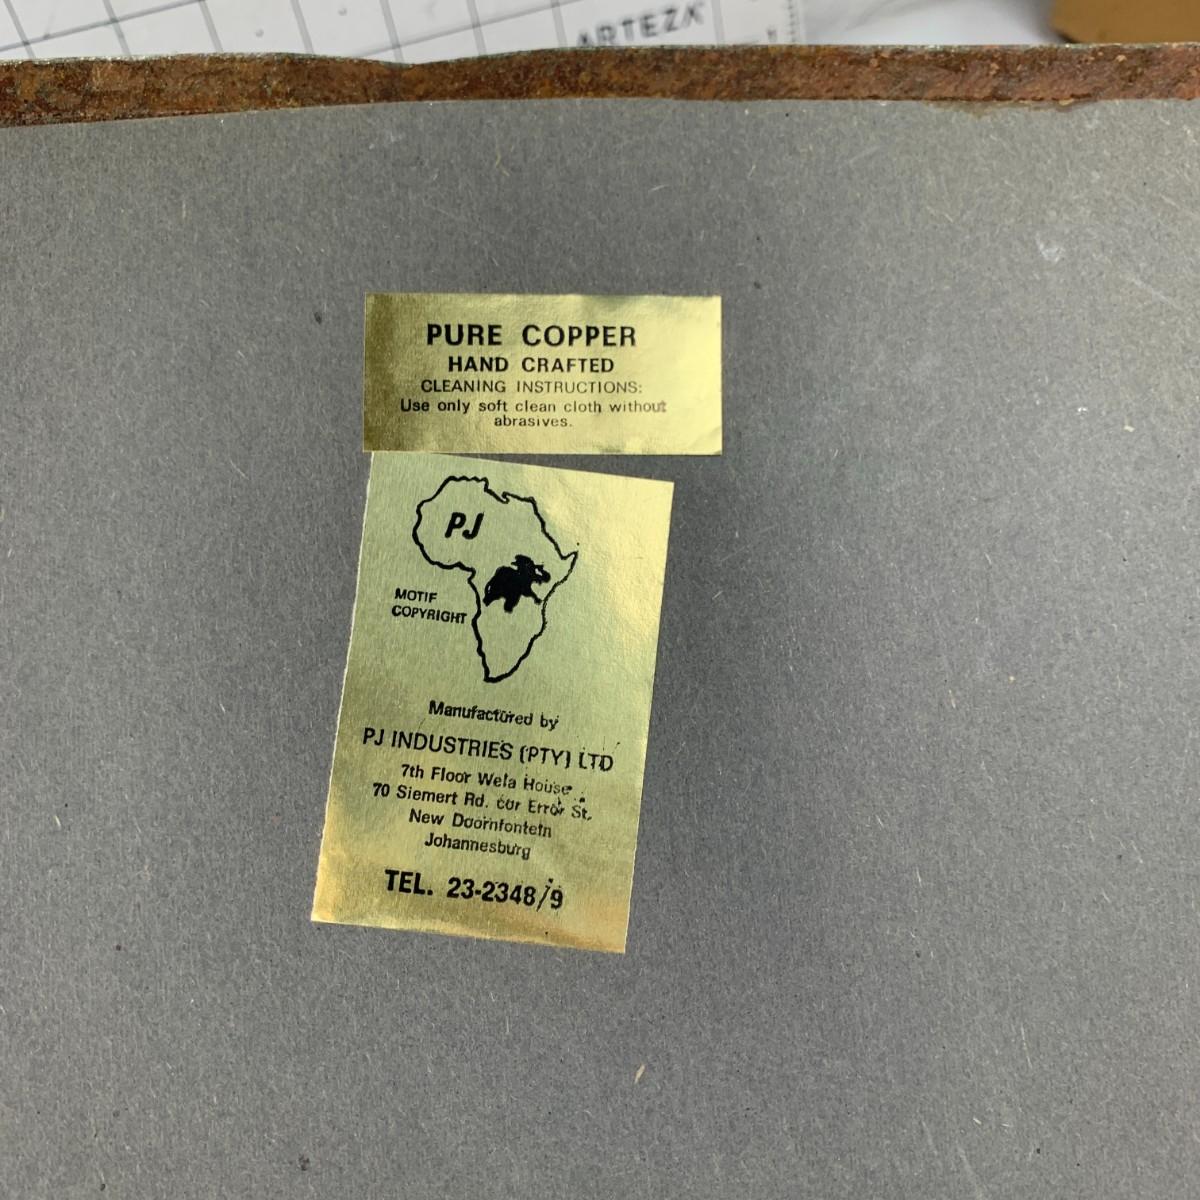 ARTEZA
PURE COPPER
HAND CRAFTED
CLEANING INSTRUCTIONS:
Use only soft clean cloth without
abrasives.
PJ
MOTIF
COPYRIGHT
Manufactured by
PJ INDUSTRIES (PTY) LTD
7th Floor Wela House
70 Siemert Rd. cor Error St.
New Doornfontein
Johannesburg
TEL. 23-2348/9